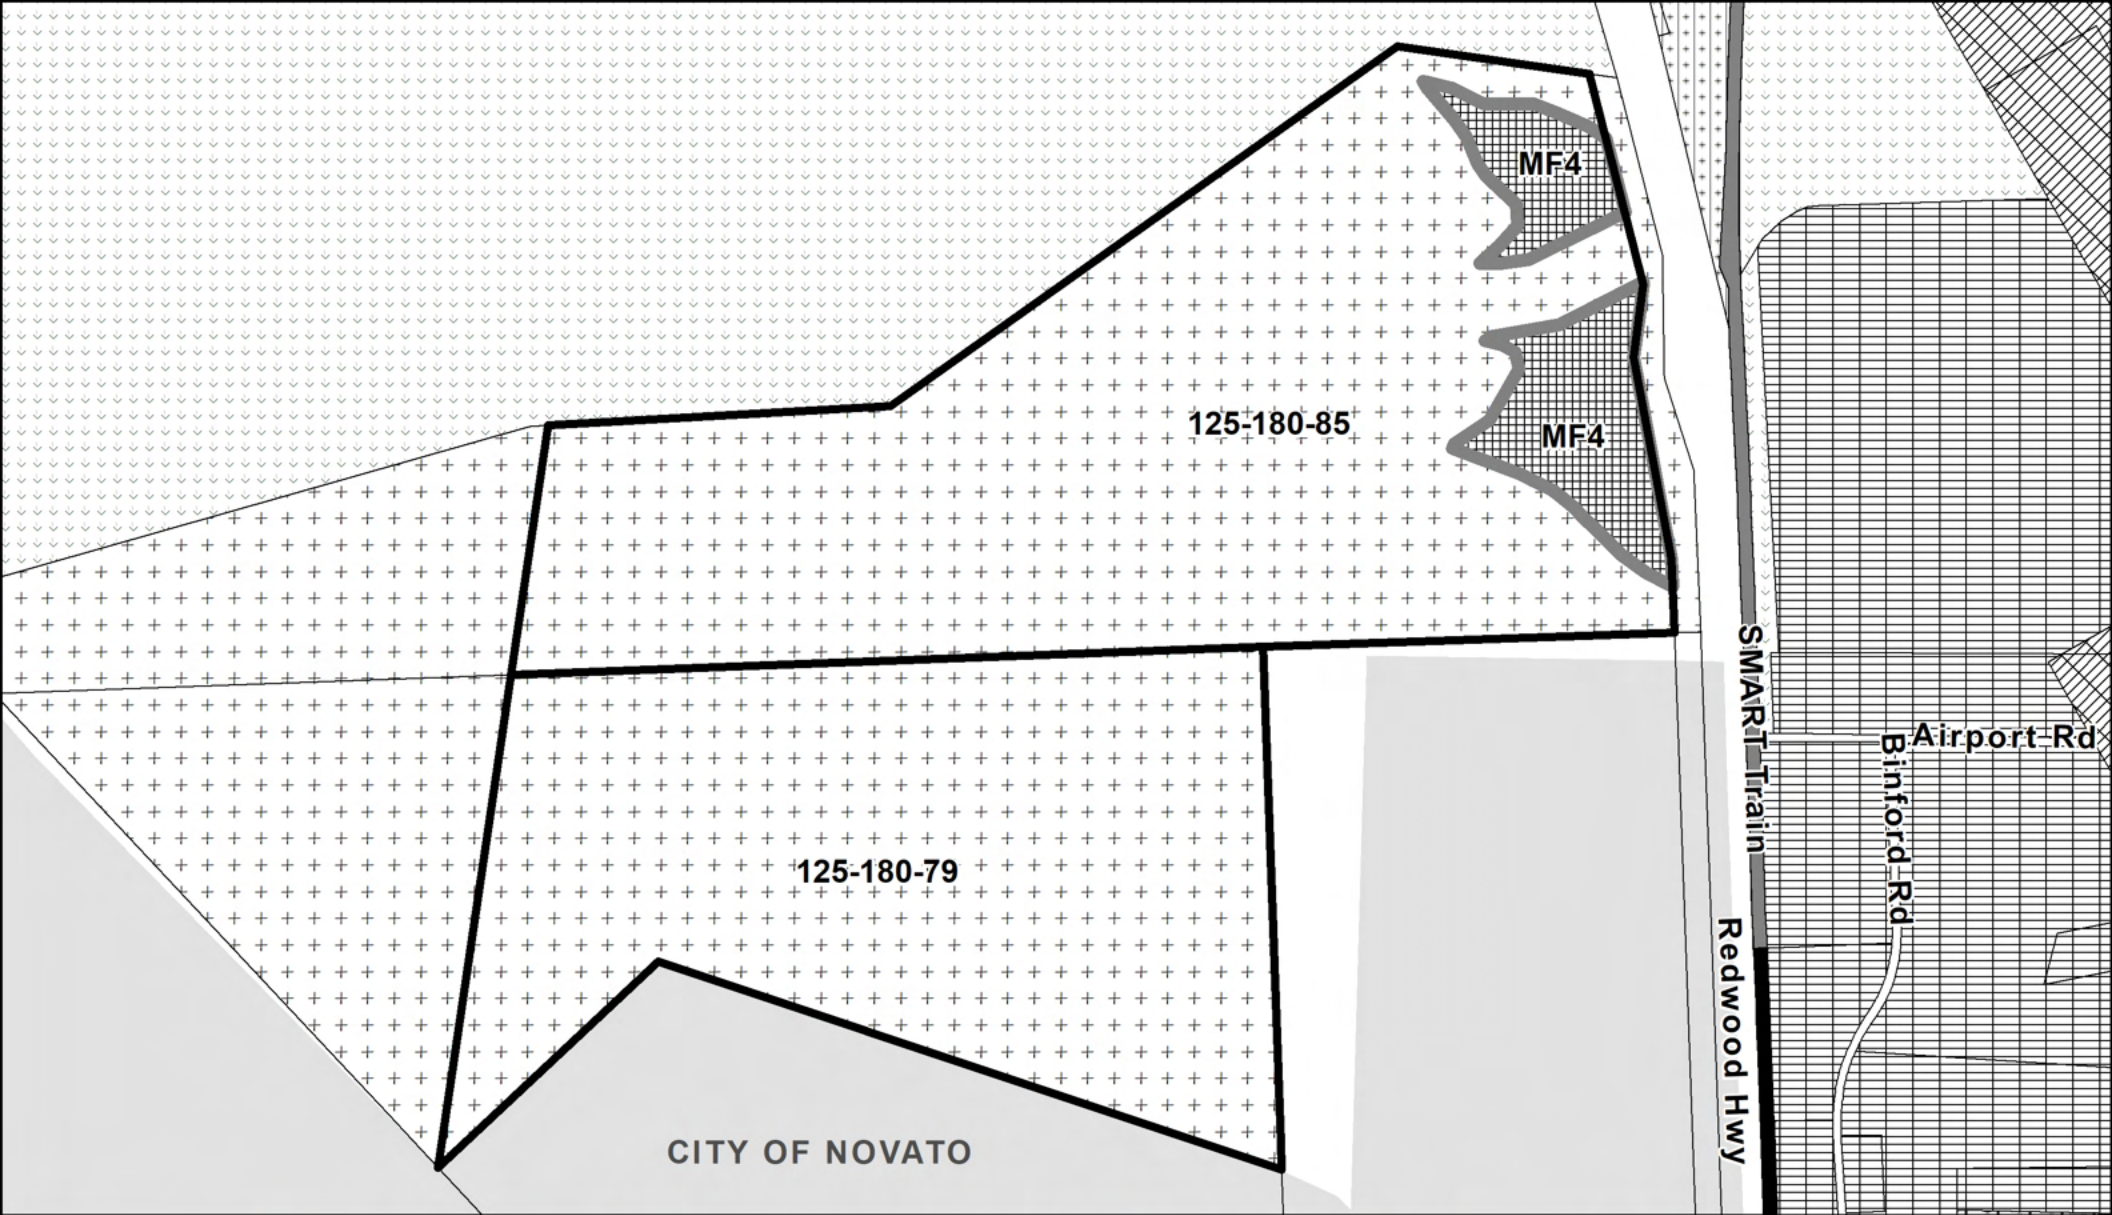 MF4
125-180-85
MF4
SMART Train
Airport Rd
Binford Rd
125-180-79
Redwood Hwy
CITY OF NOVATO